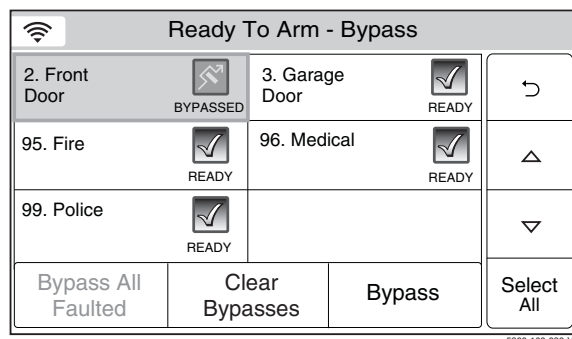 Ready To Arm - Bypass
2. Front
Door
BYPASSED
3. Garage
Door
READY
95. Fire
READY
96. Medical
READY
99. Police
READY
Bypass All
Faulted
Clear
Bypasses
Bypass
Select
All